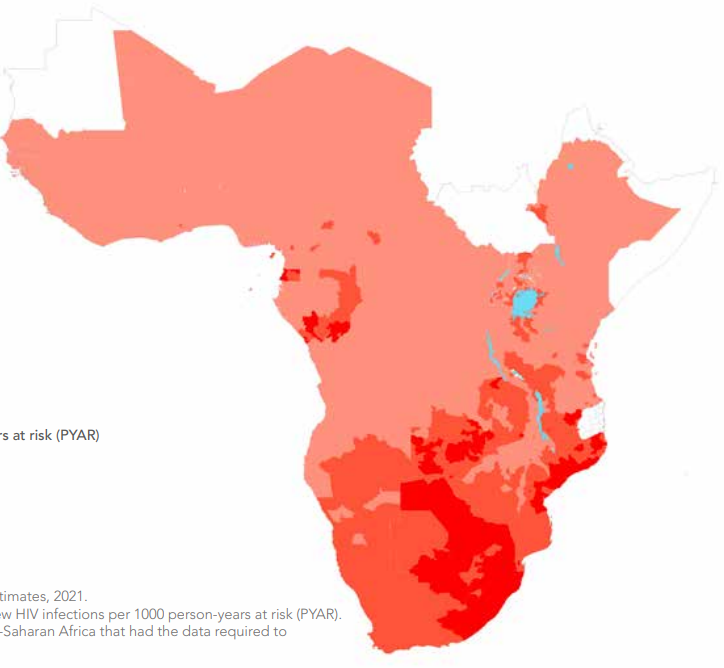 s at risk (PYAR)
timates, 2021.
ew HIV infections per 1000 person-years at risk (PYAR).
-Saharan Africa that had the data required to